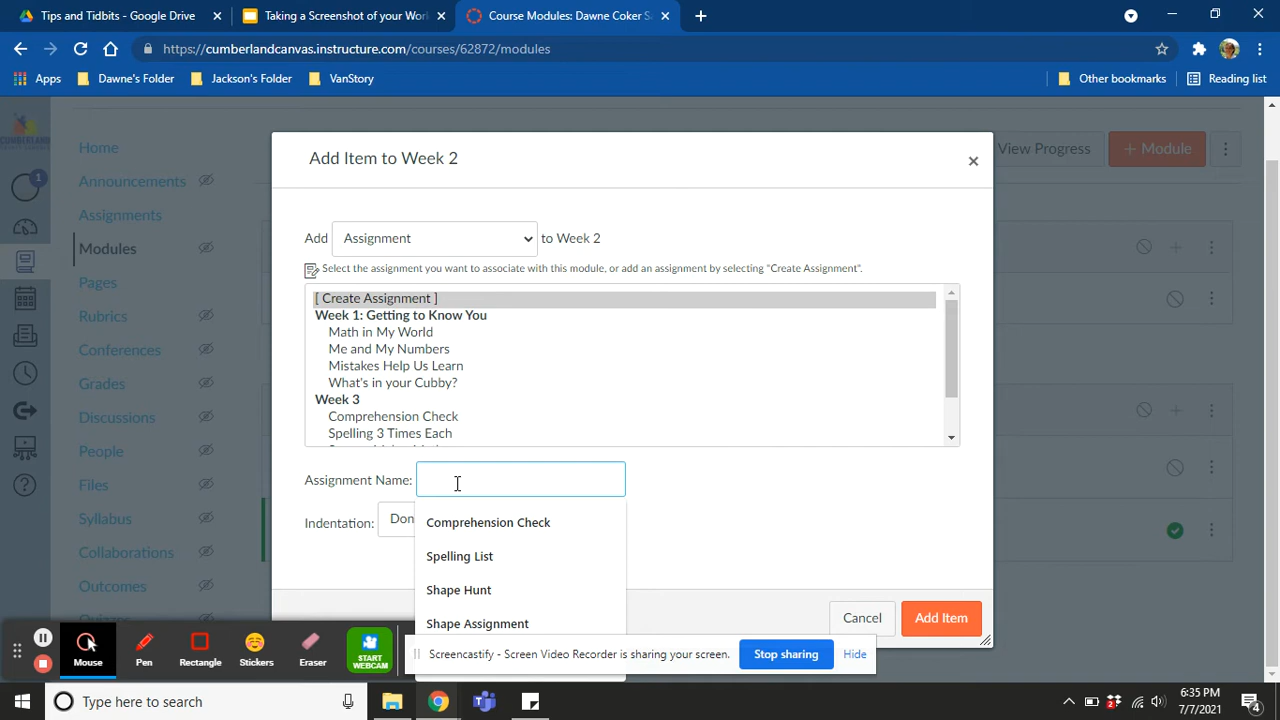 Tips and Tidbits - Google Drive
Taking a Screenshot of your Work
Course Modules: Dawne Coker Sa
https://cumberlandcanvas.instructure.com/courses/62872/modules
Apps
Dawne's Folder
Jackson's Folder
VanStory
Other bookmarks
Reading list
CUMBERLAND
1
Home
Announcements
Assignments
Modules
Pages
Rubrics
Conferences
Grades
Discussions
People
Files
Syllabus
Collaborations
Outcomes
View Progress
+ Module
Add Item to Week 2
Add Assignment to Week 2
Select the assignment you want to associate with this module, or add an assignment by selecting "Create Assignment".
[ Create Assignment ]
Week 1: Getting to Know You
Math in My World
Me and My Numbers
Mistakes Help Us Learn
What's in your Cubby?
Week 3
Comprehension Check
Spelling 3 Times Each
Assignment Name:
Indentation: Don
Comprehension Check
Spelling List
Shape Hunt
Shape Assignment
Cancel
Add Item
Mouse
Pen
Rectangle
Stickers
Eraser
START WEBCAM
Screencastify - Screen Video Recorder is sharing your screen.
Stop sharing
Hide
Type here to search
6:35 PM
7/7/2021
4